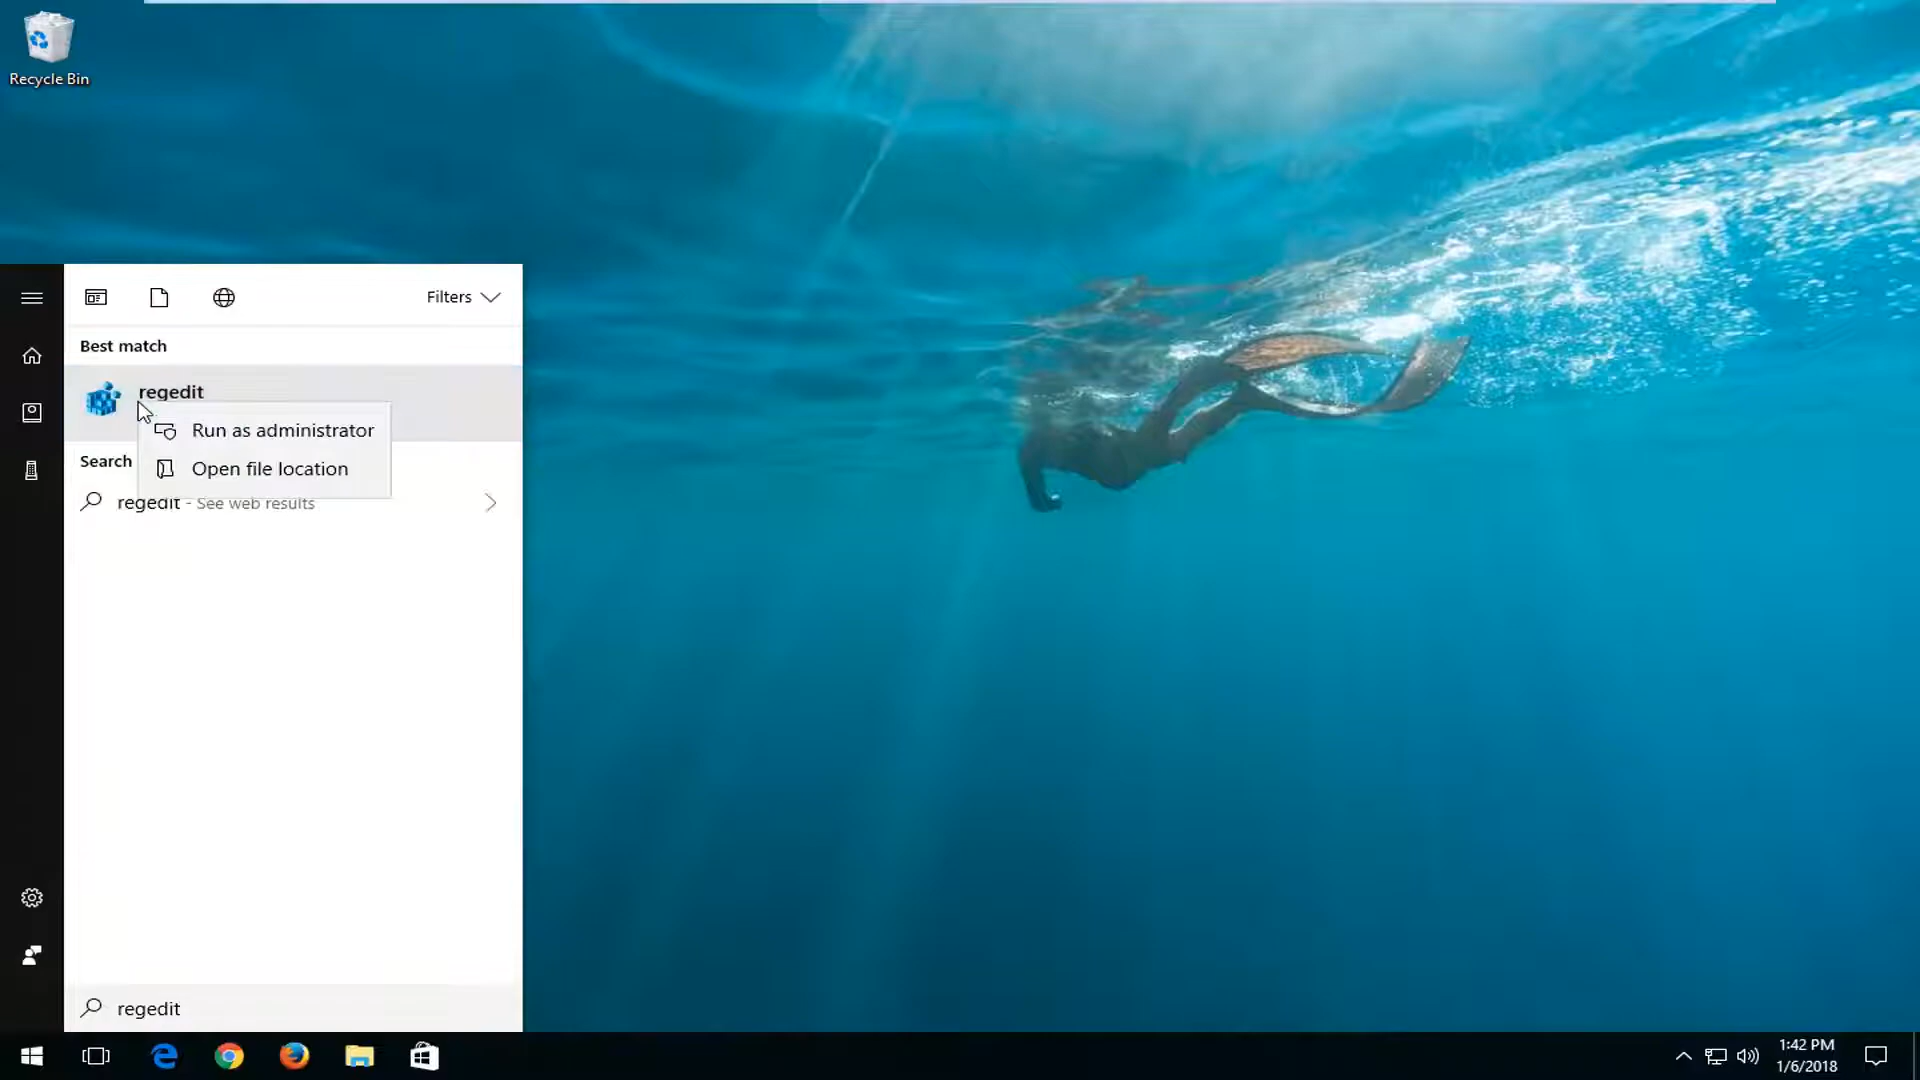 Recycle Bin
Filters
Best match
regedit
Run as administrator
Search
Open file location
regedit - See web results
regedit
1:42 PM
1/6/2018